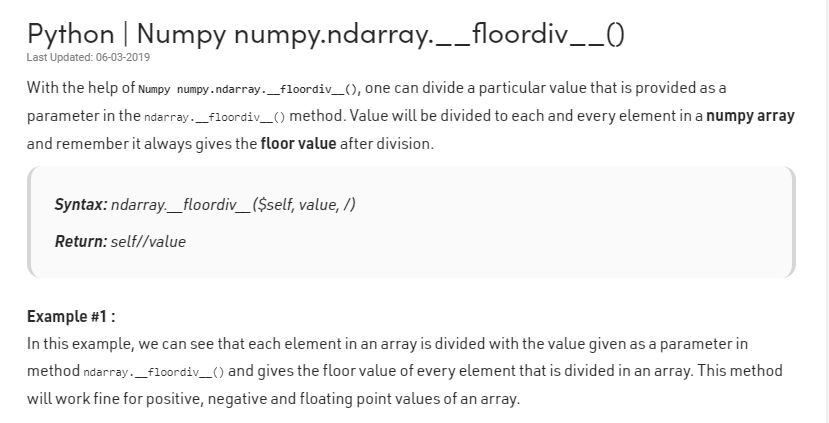 Python | Numpy numpy.ndarray.__floordiv__()
Last Updated: 06-03-2019
With the help of Numpy numpy.ndarray.__floordiv__(), one can divide a particular value that is provided as a
parameter in the ndarray.__floordiv__() method. Value will be divided to each and every element in a numpy array
and remember it always gives the floor value after division.
Syntax: ndarray.__floordiv__($self, value, /)
Return: self//value
Example #1 :
In this example, we can see that each element in an array is divided with the value given as a parameter in
method ndarray.__floordiv__() and gives the floor value of every element that is divided in an array. This method
will work fine for positive, negative and floating point values of an array.